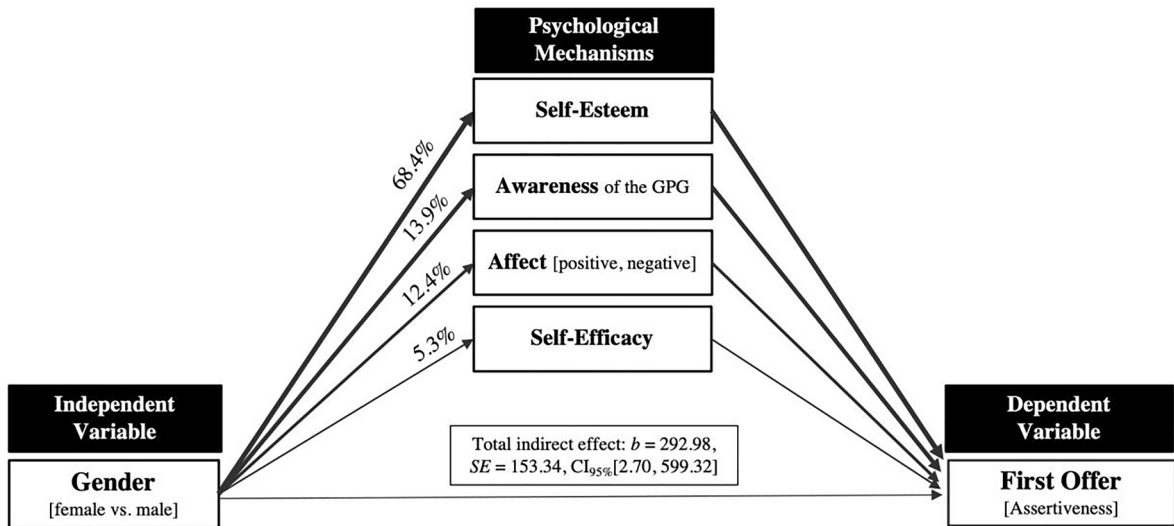 Psychological
Mechanisms
Self-Esteem
68.4%
Awareness of the GPG
13.9%
Affect [positive, negative]
12.4%
Self-Efficacy
5.3%
Independent
Variable
Gender
[female vs. male]
Total indirect effect: b = 292.98,
SE = 153.34, CI95%[2.70, 599.32]
Dependent
Variable
First Offer
[Assertiveness]